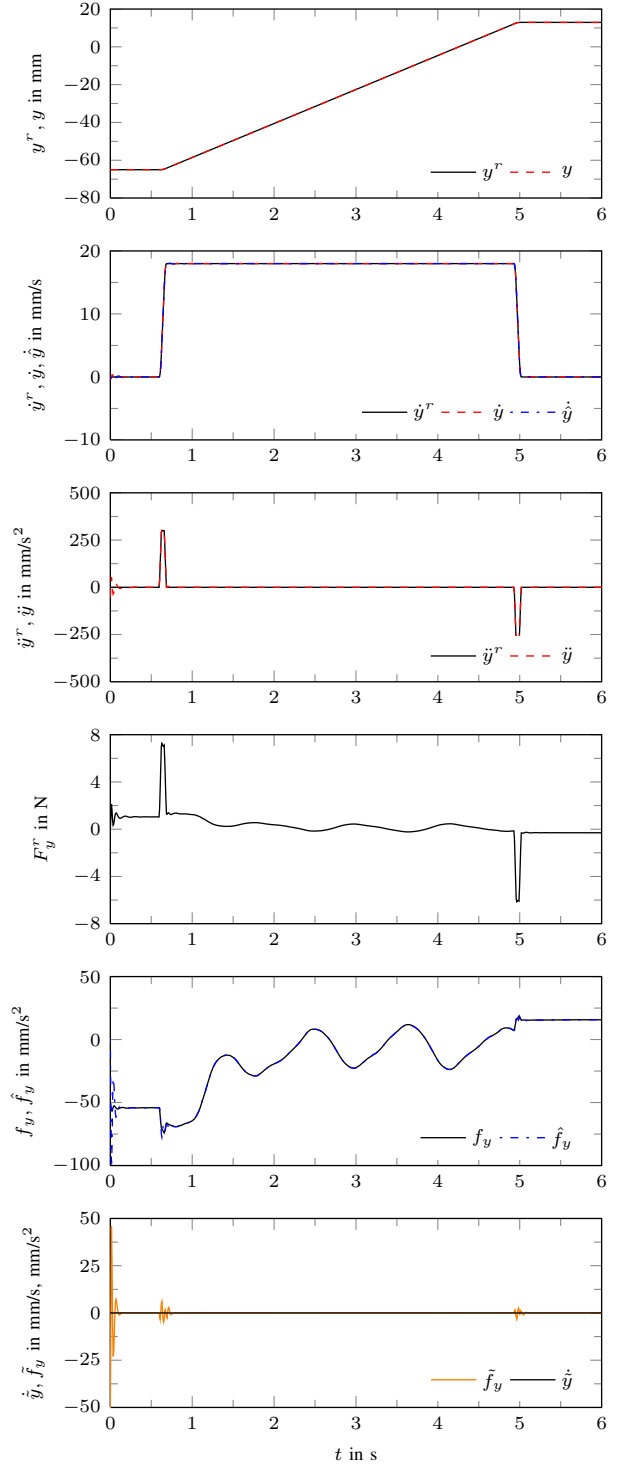 20
0
−20
−40
−60
−80
y^r, y in mm
y^r y
0 1 2 3 4 5 6
20
10
0
−10
ẏ^r, ẏ, ŷ̇ in mm/s
ẏ^r ẏ ŷ̇
0 1 2 3 4 5 6
500
250
0
−250
−500
ÿ^r, ÿ in mm/s²
ÿ^r ÿ
0 1 2 3 4 5 6
8
4
0
−4
−8
F_y^r in N
0 1 2 3 4 5 6
50
0
−50
−100
f_y, f̂_y in mm/s²
f_y f̂_y
0 1 2 3 4 5 6
50
25
0
−25
−50
ỹ̇, f̃_y in mm/s, mm/s²
f̃_y ỹ̇
0 1 2 3 4 5 6
t in s